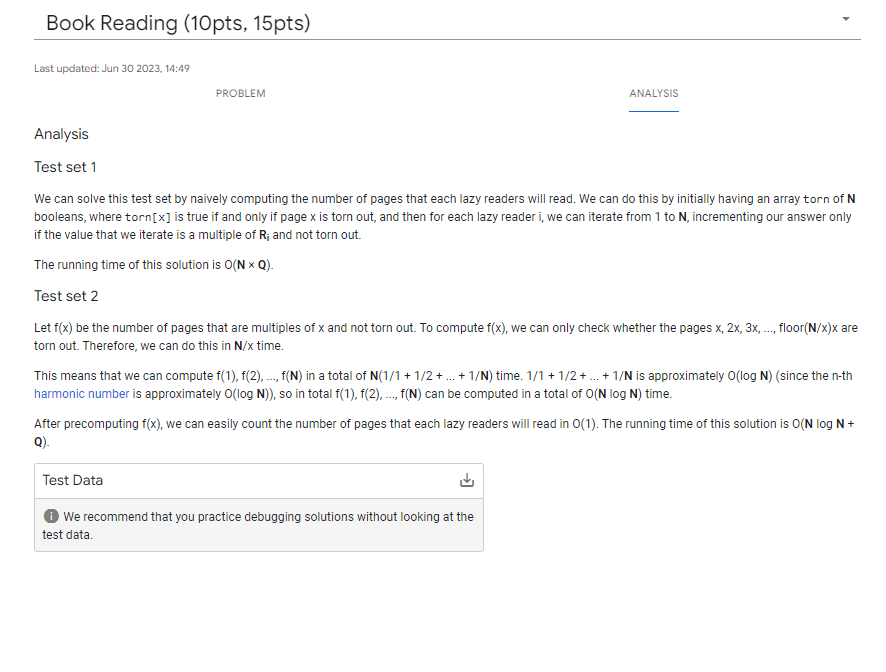 Book Reading (10pts, 15pts)
Last updated: Jun 30 2023, 14:49
PROBLEM
ANALYSIS
Analysis
Test set 1
We can solve this test set by naively computing the number of pages that each lazy readers will read. We can do this by initially having an array torn of N
booleans, where torn[x] is true if and only if page x is torn out, and then for each lazy reader i, we can iterate from 1 to N, incrementing our answer only
if the value that we iterate is a multiple of Ri and not torn out.
The running time of this solution is O(N × Q).
Test set 2
Let f(x) be the number of pages that are multiples of x and not torn out. To compute f(x), we can only check whether the pages x, 2x, 3x, ..., floor(N/x)x are
torn out. Therefore, we can do this in N/x time.
This means that we can compute f(1), f(2), ..., f(N) in a total of N(1/1 + 1/2 + ... + 1/N) time. 1/1 + 1/2 + ... + 1/N is approximately O(log N) (since the n-th
harmonic number is approximately O(log N)), so in total f(1), f(2), ..., f(N) can be computed in a total of O(N log N) time.
After precomputing f(x), we can easily count the number of pages that each lazy readers will read in O(1). The running time of this solution is O(N log N +
Q).
Test Data
We recommend that you practice debugging solutions without looking at the
test data.